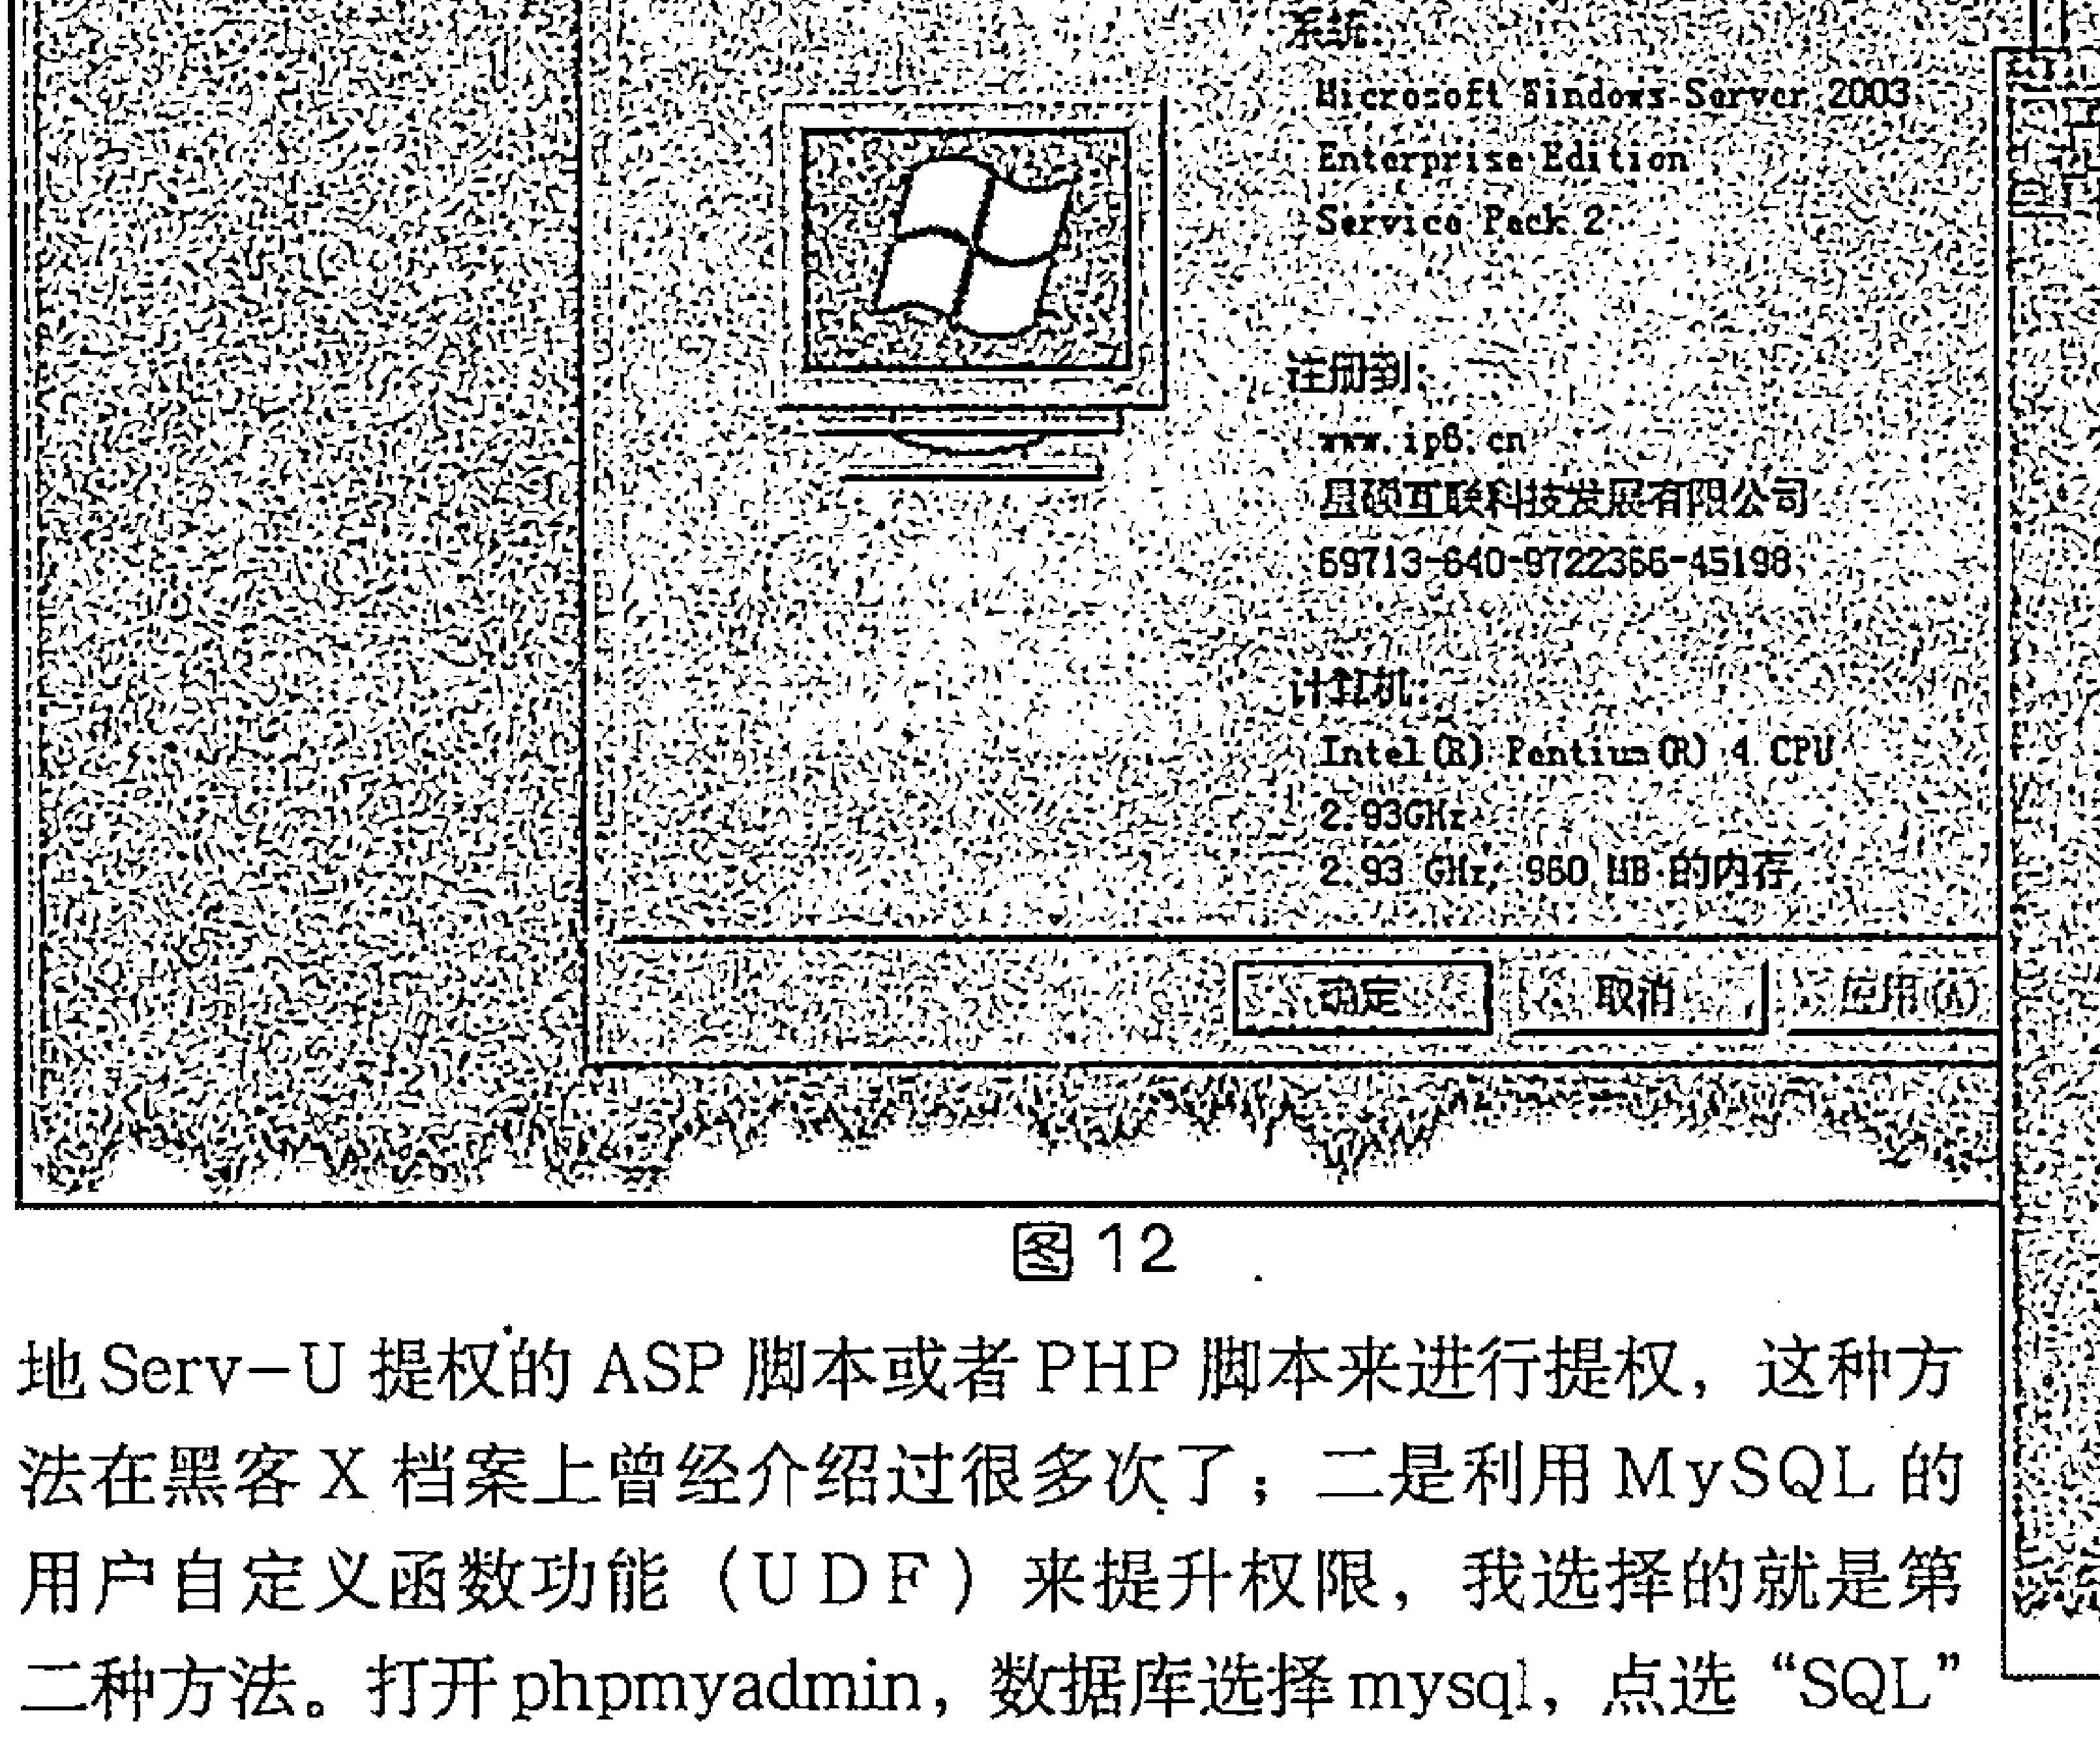 系统:
Microsoft Windows Server 2003
Enterprise Edition
Service Pack 2
注册到:
www.ip8.cn
星硕互联科技发展有限公司
69713-640-9722366-45198
计算机:
Intel(R) Pentium(R) 4 CPU
2.93GHz
2.93 GHz, 960 MB 的内存
确定 取消 应用(A)
图 12
地 Serv-U 提权的 ASP 脚本或者 PHP 脚本来进行提权，这种方
法在黑客 X 档案上曾经介绍过很多次了；二是利用 MySQL 的
用户自定义函数功能（UDF）来提升权限，我选择的就是第
二种方法。打开 phpmyadmin，数据库选择 mysql，点选“SQL”